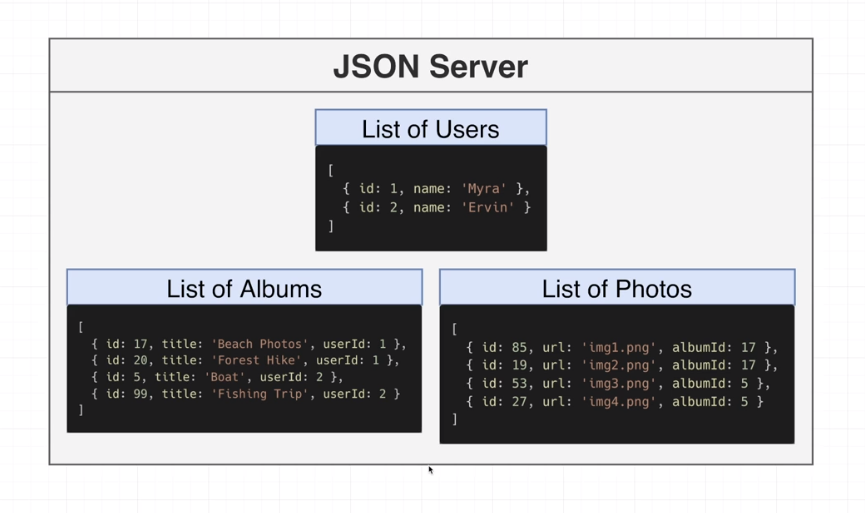 JSON Server
List of Users
[
{ id: 1, name: 'Myra' },
{ id: 2, name: 'Ervin' }
]
List of Albums
[
{ id: 17, title: 'Beach Photos', userId: 1 },
{ id: 20, title: 'Forest Hike', userId: 1 },
{ id: 5, title: 'Boat', userId: 2 },
{ id: 99, title: 'Fishing Trip', userId: 2 }
]
List of Photos
[
{ id: 85, url: 'img1.png', albumId: 17 },
{ id: 19, url: 'img2.png', albumId: 17 },
{ id: 53, url: 'img3.png', albumId: 5 },
{ id: 27, url: 'img4.png', albumId: 5 }
]